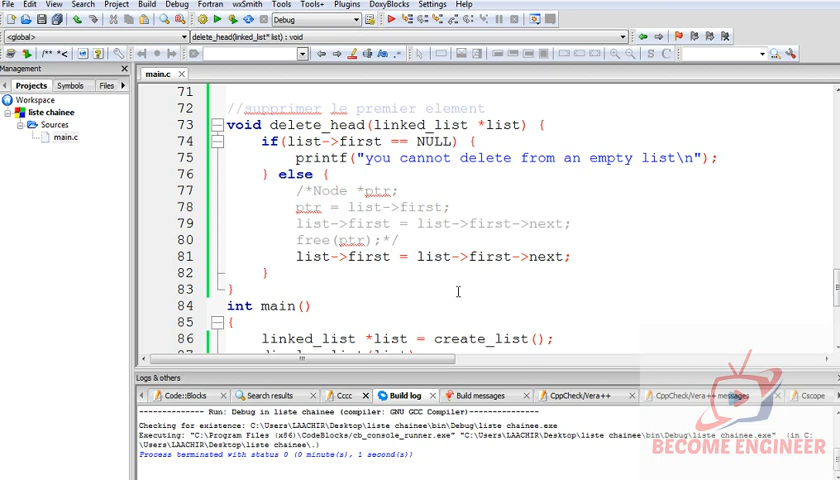 File Edit View Search Project Build Debug Fortran wxSmith Tools Tools+ Plugins DoxyBlocks Settings Help
Debug
<global> delete_head(linked_list* list) : void
Management
main.c
Projects Symbols Files
Workspace
liste chainee
Sources
main.c
71
72 //supprimer le premier element
73 void delete_head(linked_list *list) {
74 if(list->first == NULL) {
75 printf("you cannot delete from an empty list\n");
76 } else {
77 /*Node *ptr;
78 ptr = list->first;
79 list->first = list->first->next;
80 free(ptr);*/
81 list->first = list->first->next;
82 }
83 }
84 int main()
85 {
86 linked_list *list = create_list();
Logs & others
Code::Blocks Search results Cccc Build log Build messages CppCheck/Vera++ CppCheck/Vera++ messages Cscope
-------------- Run: Debug in liste chainee (compiler: GNU GCC Compiler)---------------
Checking for existence: C:\Users\LAACHIR\Desktop\liste chainee\bin\Debug\liste chainee.exe
Executing: "C:\Program Files (x86)\CodeBlocks/cb_console_runner.exe" "C:\Users\LAACHIR\Desktop\liste chainee\bin\Debug\liste chainee.exe" (in C:
\Users\LAACHIR\Desktop\liste chainee\.)
Process terminated with status 0 (0 minute(s), 1 second(s))
BECOME ENGINEER